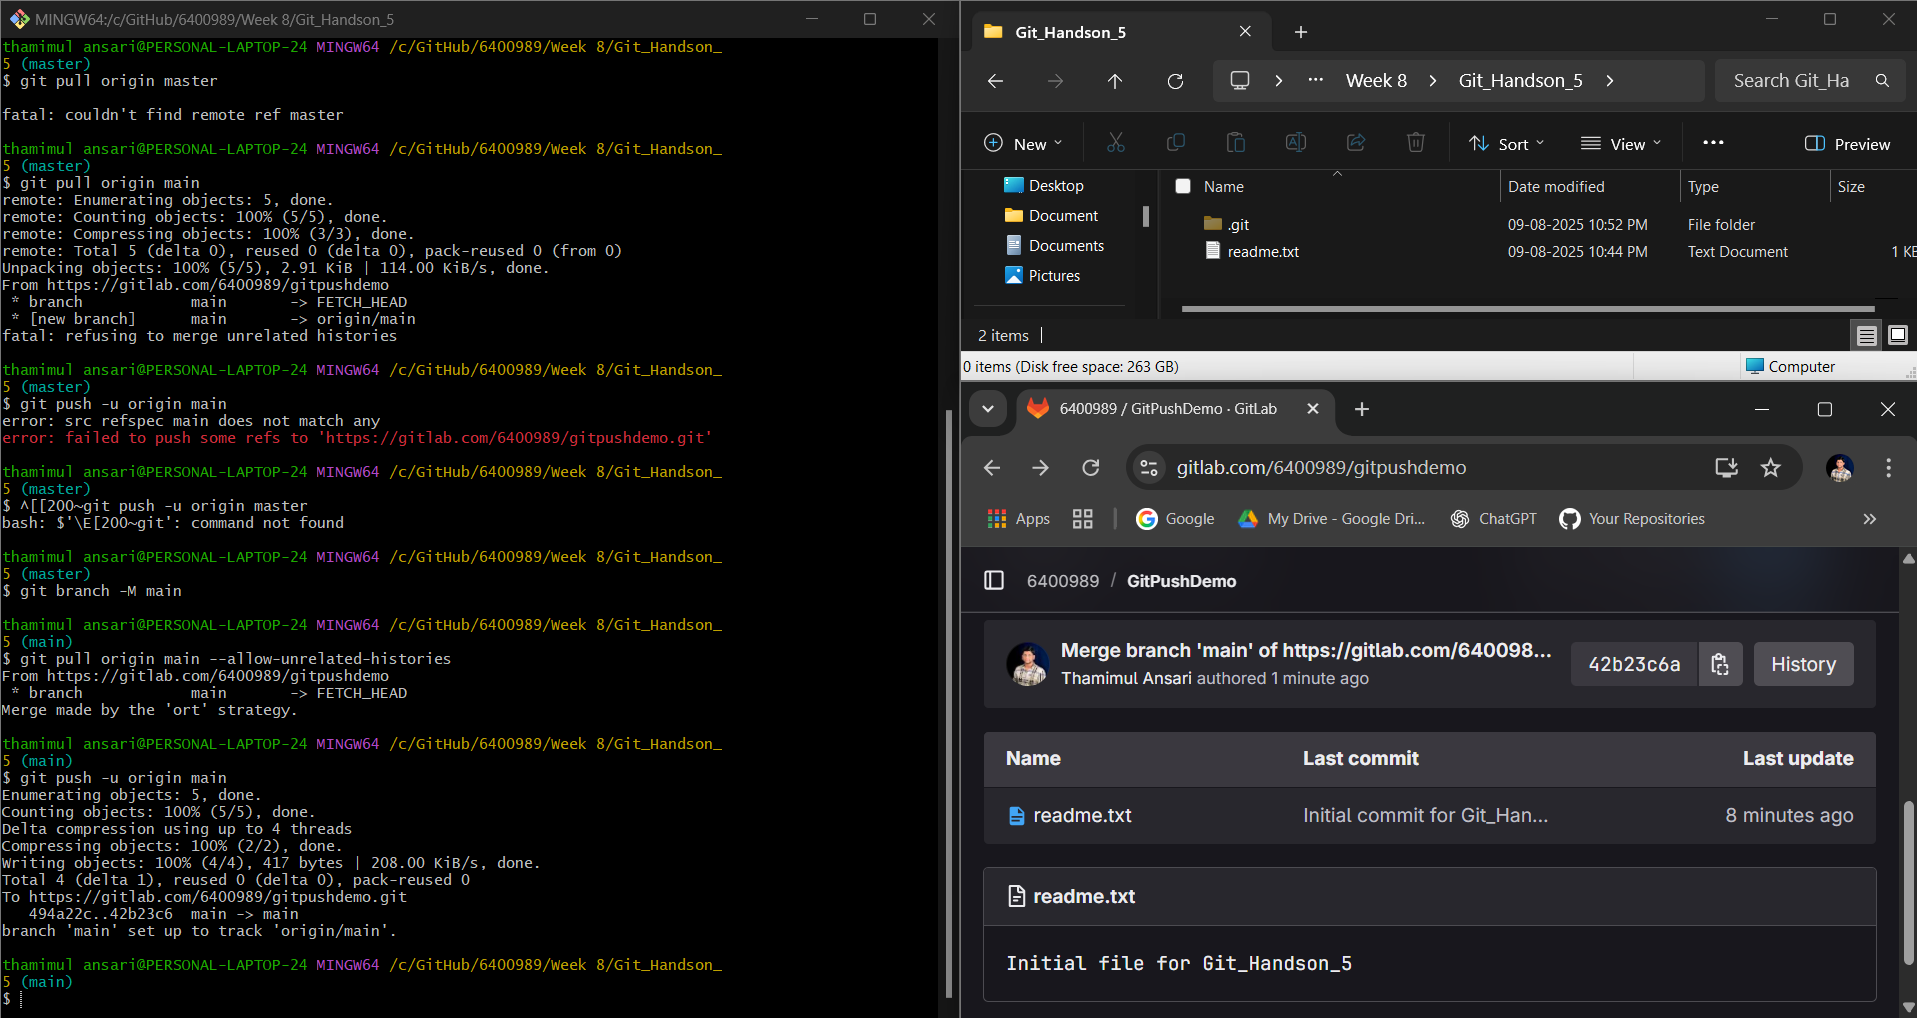 MINGW64:/c/GitHub/6400989/Week 8/Git_Handson_5
thamimul ansari@PERSONAL-LAPTOP-24 MINGW64 /c/GitHub/6400989/Week 8/Git_Handson_
5 (master)
$ git pull origin master
fatal: couldn't find remote ref master
thamimul ansari@PERSONAL-LAPTOP-24 MINGW64 /c/GitHub/6400989/Week 8/Git_Handson_
5 (master)
$ git pull origin main
remote: Enumerating objects: 5, done.
remote: Counting objects: 100% (5/5), done.
remote: Compressing objects: 100% (3/3), done.
remote: Total 5 (delta 0), reused 0 (delta 0), pack-reused 0 (from 0)
Unpacking objects: 100% (5/5), 2.91 KiB | 114.00 KiB/s, done.
From https://gitlab.com/6400989/gitpushdemo
 * branch            main       -> FETCH_HEAD
 * [new branch]      main       -> origin/main
fatal: refusing to merge unrelated histories
thamimul ansari@PERSONAL-LAPTOP-24 MINGW64 /c/GitHub/6400989/Week 8/Git_Handson_
5 (master)
$ git push -u origin main
error: src refspec main does not match any
error: failed to push some refs to 'https://gitlab.com/6400989/gitpushdemo.git'
thamimul ansari@PERSONAL-LAPTOP-24 MINGW64 /c/GitHub/6400989/Week 8/Git_Handson_
5 (master)
$ ^[[200~git push -u origin master
bash: $'\E[200~git': command not found
thamimul ansari@PERSONAL-LAPTOP-24 MINGW64 /c/GitHub/6400989/Week 8/Git_Handson_
5 (master)
$ git branch -M main
thamimul ansari@PERSONAL-LAPTOP-24 MINGW64 /c/GitHub/6400989/Week 8/Git_Handson_
5 (main)
$ git pull origin main --allow-unrelated-histories
From https://gitlab.com/6400989/gitpushdemo
 * branch            main       -> FETCH_HEAD
Merge made by the 'ort' strategy.
thamimul ansari@PERSONAL-LAPTOP-24 MINGW64 /c/GitHub/6400989/Week 8/Git_Handson_
5 (main)
$ git push -u origin main
Enumerating objects: 5, done.
Counting objects: 100% (5/5), done.
Delta compression using up to 4 threads
Compressing objects: 100% (2/2), done.
Writing objects: 100% (4/4), 417 bytes | 208.00 KiB/s, done.
Total 4 (delta 1), reused 0 (delta 0), pack-reused 0
To https://gitlab.com/6400989/gitpushdemo.git
   494a22c..42b23c6  main -> main
branch 'main' set up to track 'origin/main'.
thamimul ansari@PERSONAL-LAPTOP-24 MINGW64 /c/GitHub/6400989/Week 8/Git_Handson_
5 (main)
$
Git_Handson_5
... Week 8 > Git_Handson_5 > Search Git_Ha
New Sort View ... Preview
Desktop
Document
Documents
Pictures
Name Date modified Type Size
.git 09-08-2025 10:52 PM File folder
readme.txt 09-08-2025 10:44 PM Text Document 1 KB
2 items
0 items (Disk free space: 263 GB) Computer
6400989 / GitPushDemo · GitLab
gitlab.com/6400989/gitpushdemo
Apps Google My Drive - Google Dri... ChatGPT Your Repositories »
6400989 / GitPushDemo
Merge branch 'main' of https://gitlab.com/640098...
Thamimul Ansari authored 1 minute ago
42b23c6a History
Name Last commit Last update
readme.txt Initial commit for Git_Han... 8 minutes ago
readme.txt
Initial file for Git_Handson_5